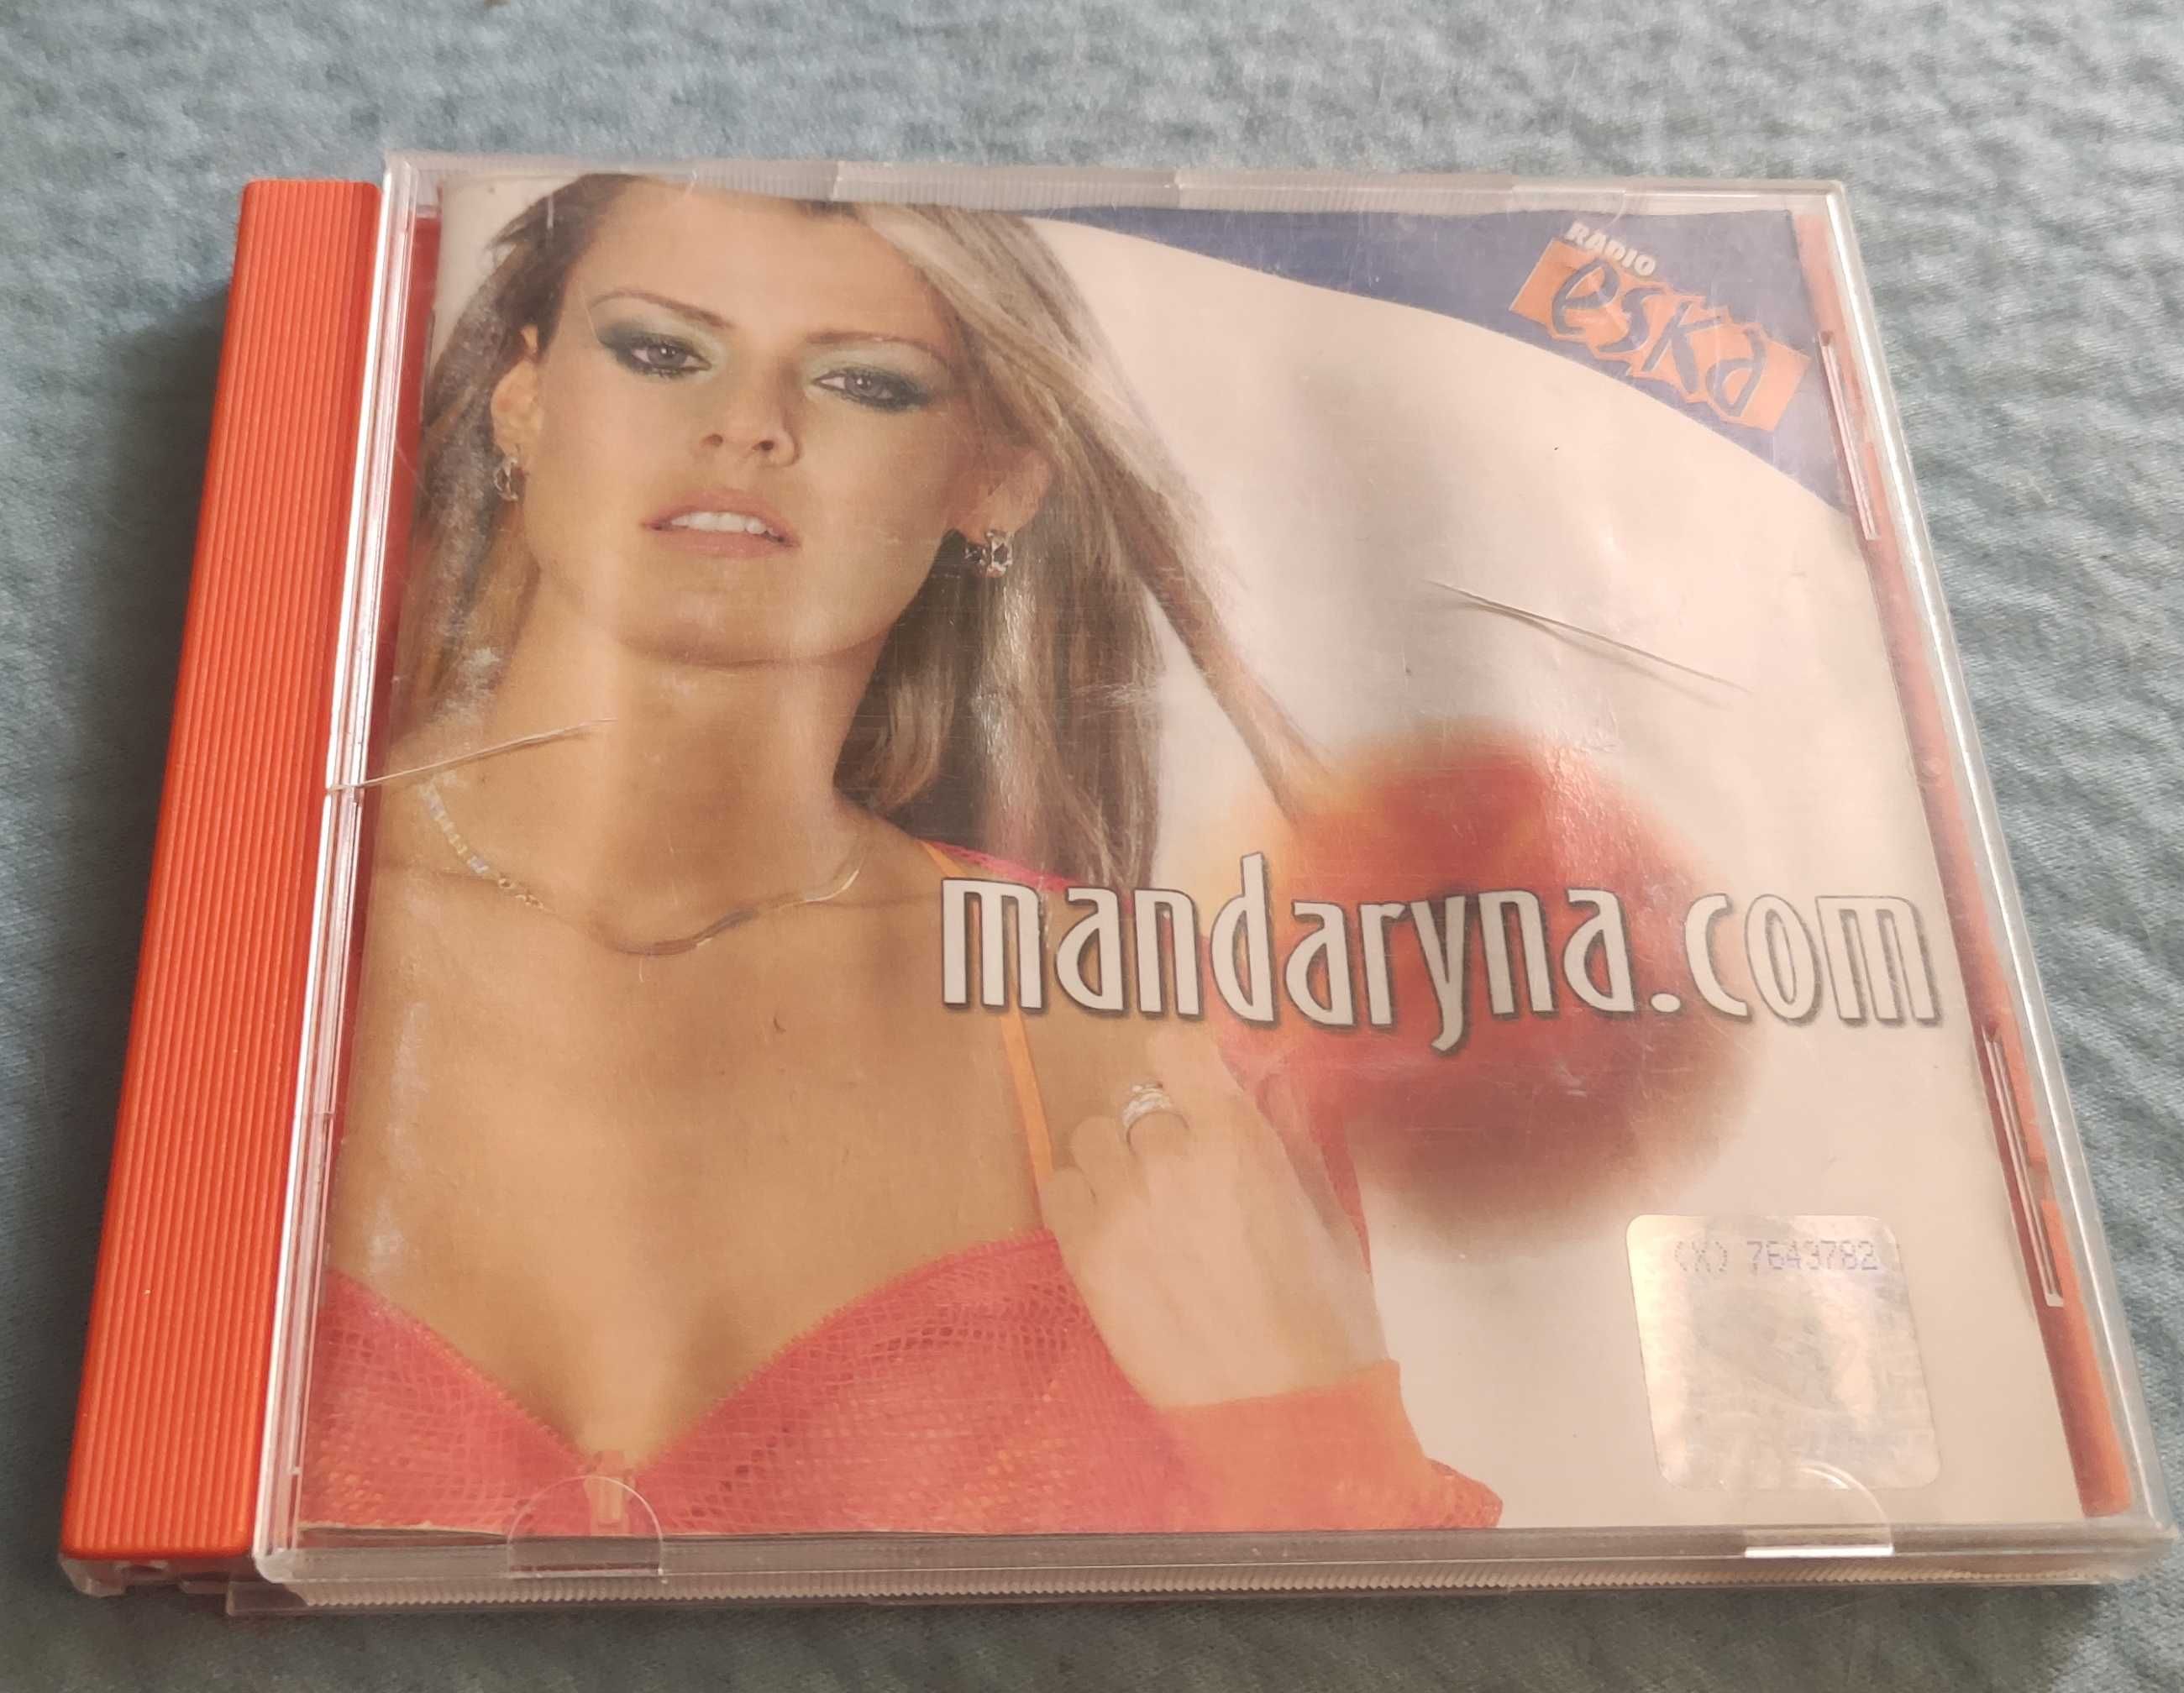 RADIO
eska
mandaryna.com
(X) 7643782